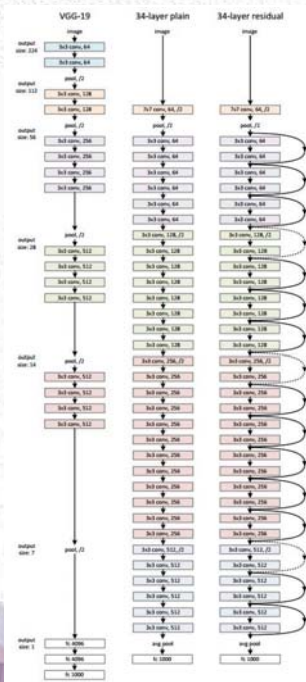 VGG-19
image
output
size: 224
3x3 conv, 64
3x3 conv, 64
pool, /2
output
size: 112
3x3 conv, 128
3x3 conv, 128
pool, /2
output
size: 56
3x3 conv, 256
3x3 conv, 256
3x3 conv, 256
3x3 conv, 256
pool, /2
output
size: 28
3x3 conv, 512
3x3 conv, 512
3x3 conv, 512
3x3 conv, 512
pool, /2
output
size: 14
3x3 conv, 512
3x3 conv, 512
3x3 conv, 512
3x3 conv, 512
output
size: 7
pool, /2
output
size: 1
fc 4096
fc 4096
fc 1000
34-layer plain
image
7x7 conv, 64, /2
pool, /2
3x3 conv, 64
3x3 conv, 64
3x3 conv, 64
3x3 conv, 64
3x3 conv, 64
3x3 conv, 64
3x3 conv, 128, /2
3x3 conv, 128
3x3 conv, 128
3x3 conv, 128
3x3 conv, 128
3x3 conv, 128
3x3 conv, 128
3x3 conv, 128
3x3 conv, 256, /2
3x3 conv, 256
3x3 conv, 256
3x3 conv, 256
3x3 conv, 256
3x3 conv, 256
3x3 conv, 256
3x3 conv, 256
3x3 conv, 256
3x3 conv, 256
3x3 conv, 256
3x3 conv, 256
3x3 conv, 512, /2
3x3 conv, 512
3x3 conv, 512
3x3 conv, 512
3x3 conv, 512
3x3 conv, 512
avg pool
fc 1000
34-layer residual
image
7x7 conv, 64, /2
pool, /2
3x3 conv, 64
3x3 conv, 64
3x3 conv, 64
3x3 conv, 64
3x3 conv, 64
3x3 conv, 64
3x3 conv, 128, /2
3x3 conv, 128
3x3 conv, 128
3x3 conv, 128
3x3 conv, 128
3x3 conv, 128
3x3 conv, 128
3x3 conv, 128
3x3 conv, 256, /2
3x3 conv, 256
3x3 conv, 256
3x3 conv, 256
3x3 conv, 256
3x3 conv, 256
3x3 conv, 256
3x3 conv, 256
3x3 conv, 256
3x3 conv, 256
3x3 conv, 256
3x3 conv, 256
3x3 conv, 512, /2
3x3 conv, 512
3x3 conv, 512
3x3 conv, 512
3x3 conv, 512
3x3 conv, 512
avg pool
fc 1000